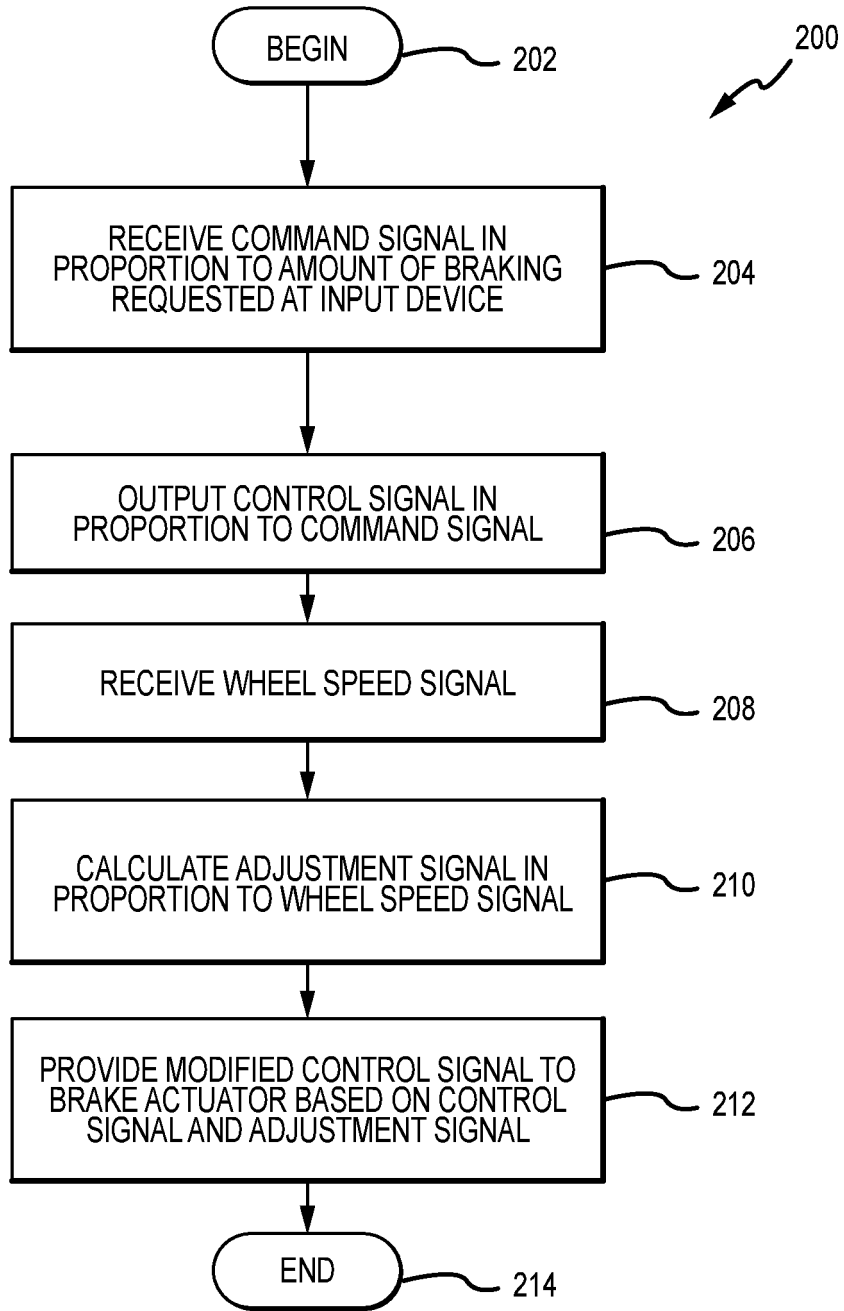 BEGIN
202
200
RECEIVE COMMAND SIGNAL IN
PROPORTION TO AMOUNT OF BRAKING
REQUESTED AT INPUT DEVICE
204
OUTPUT CONTROL SIGNAL IN
PROPORTION TO COMMAND SIGNAL
206
RECEIVE WHEEL SPEED SIGNAL
208
CALCULATE ADJUSTMENT SIGNAL IN
PROPORTION TO WHEEL SPEED SIGNAL
210
PROVIDE MODIFIED CONTROL SIGNAL TO
BRAKE ACTUATOR BASED ON CONTROL
SIGNAL AND ADJUSTMENT SIGNAL
212
END
214